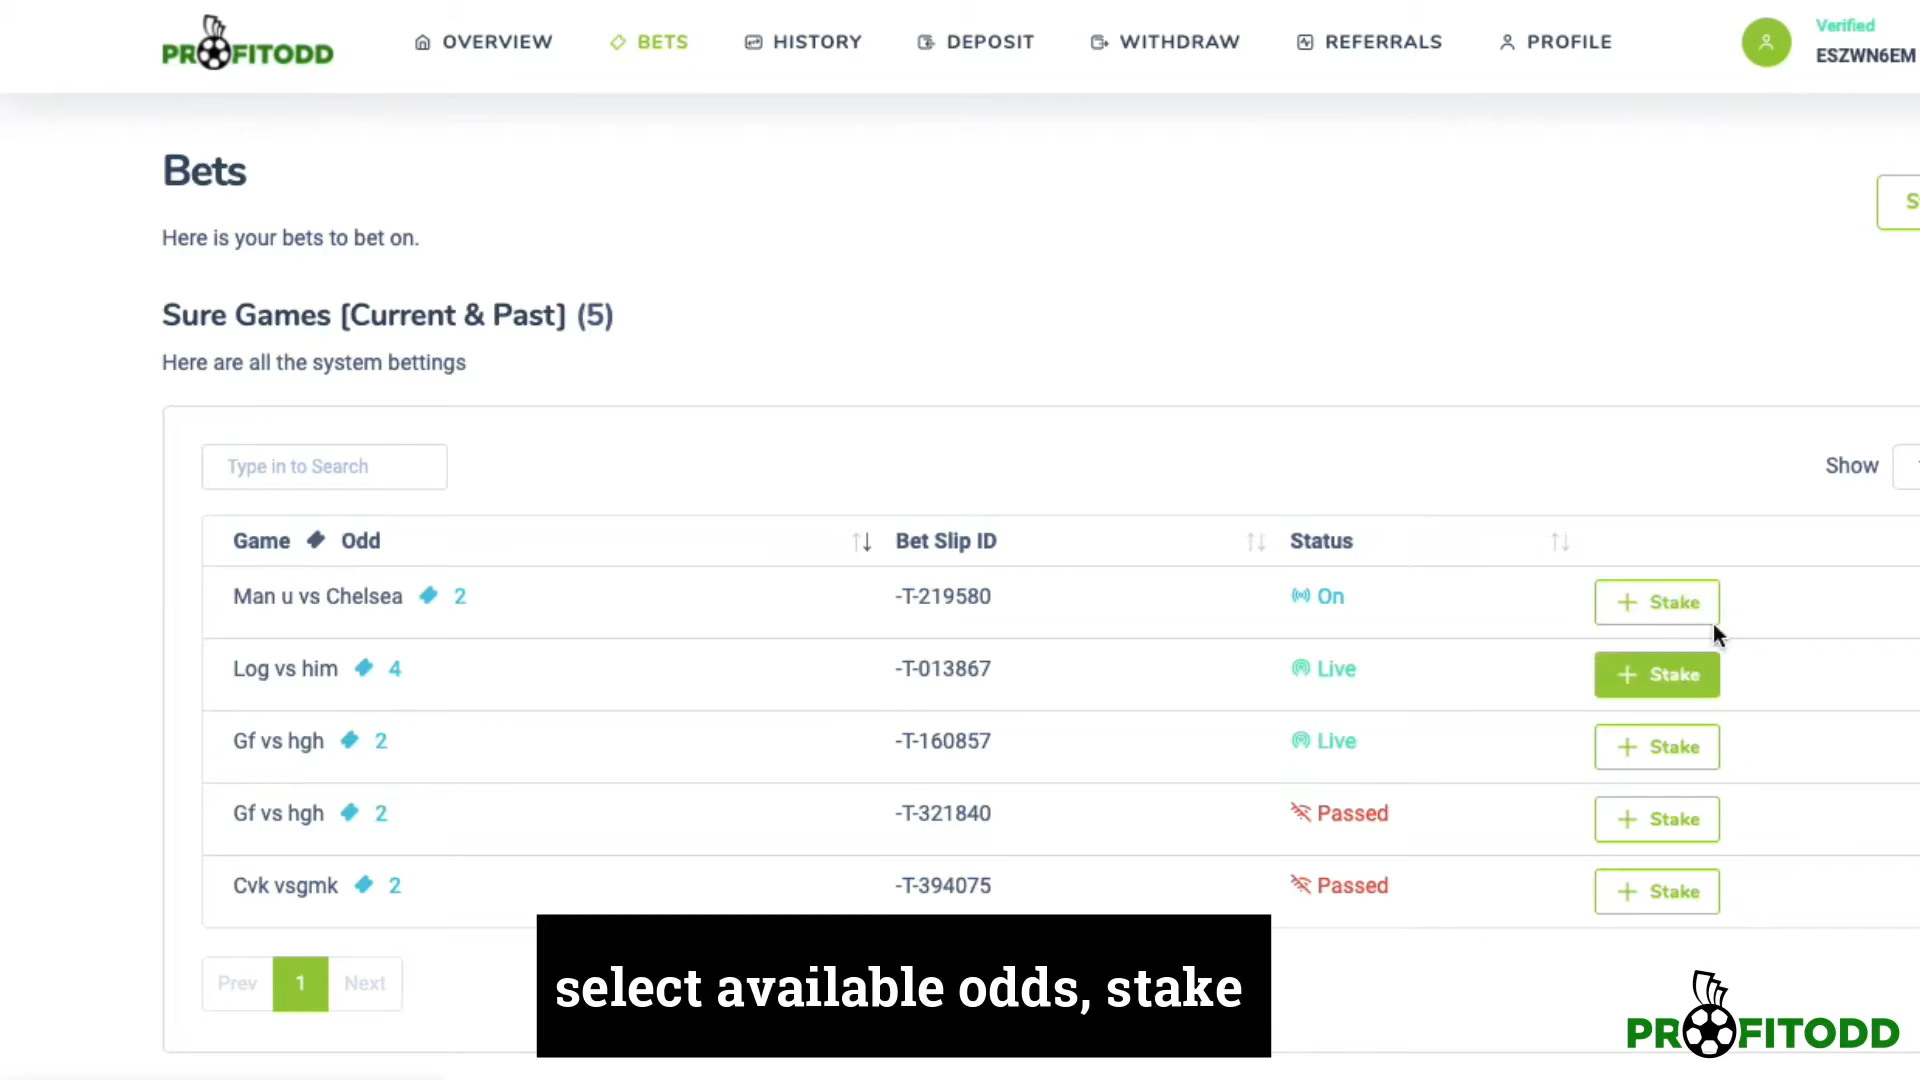 PROFITODD
OVERVIEW
BETS
HISTORY
DEPOSIT
WITHDRAW
REFERRALS
PROFILE
Verified
ESZWN6EM
Bets
Here is your bets to bet on.
Sure Games [Current & Past] (5)
Here are all the system bettings
Type in to Search
Show
Game Odd Bet Slip ID Status
Man u vs Chelsea 2 -T-219580 On + Stake
Log vs him 4 -T-013867 Live + Stake
Gf vs hgh 2 -T-160857 Live + Stake
Gf vs hgh 2 -T-321840 Passed + Stake
Cvk vsgmk 2 -T-394075 Passed + Stake
Prev 1 Next
select available odds, stake
PROFITODD